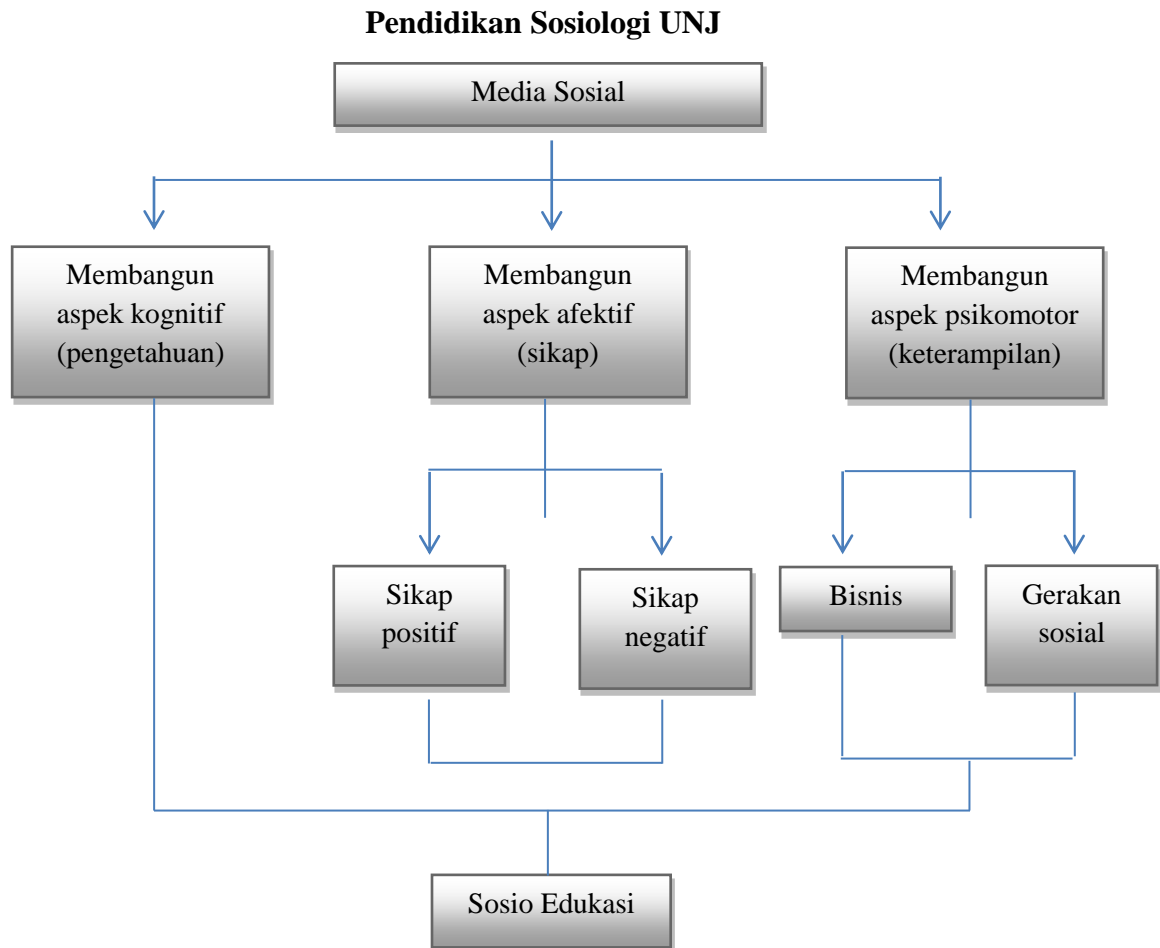 Pendidikan Sosiologi UNJ
Media Sosial
Membangun
aspek kognitif
(pengetahuan)
Membangun
aspek afektif
(sikap)
Membangun
aspek psikomotor
(keterampilan)
Sikap
positif
Sikap
negatif
Bisnis
Gerakan
sosial
Sosio Edukasi